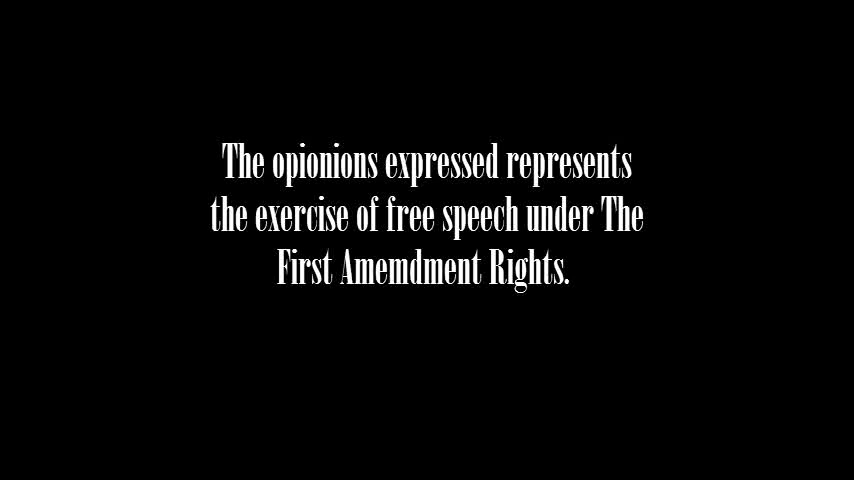 The opionions expressed represents
the exercise of free speech under The
First Amemdment Rights.